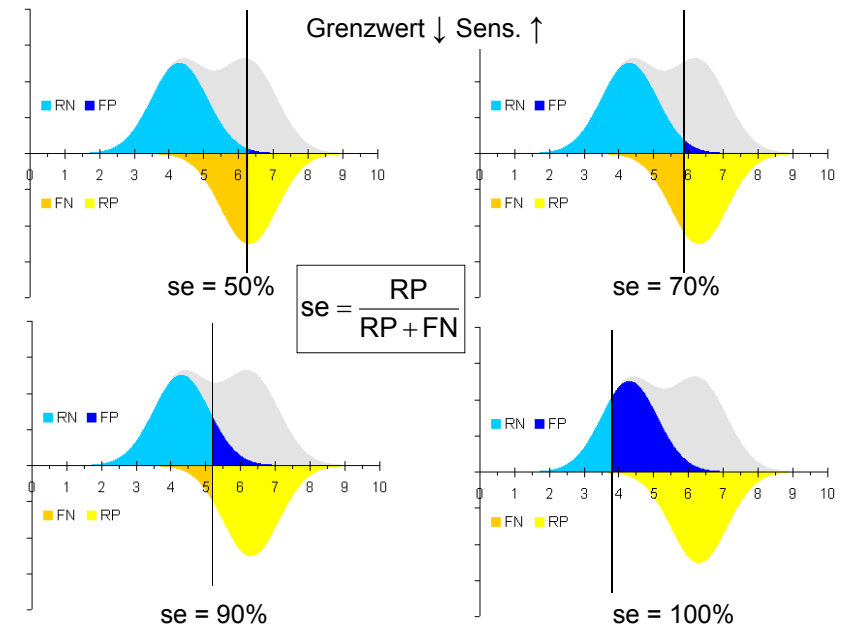 Grenzwert ↓ Sens. ↑
RN FP
0 1 2 3 4 5 6 7 8 9 10
FN RP
se = 50%
RN FP
0 1 2 3 4 5 6 7 8 9 10
FN RP
se = 70%
se = RP / RP + FN
RN FP
0 1 2 3 4 5 6 7 8 9 10
FN RP
se = 90%
RN FP
0 1 2 3 4 5 6 7 8 9 10
FN RP
se = 100%